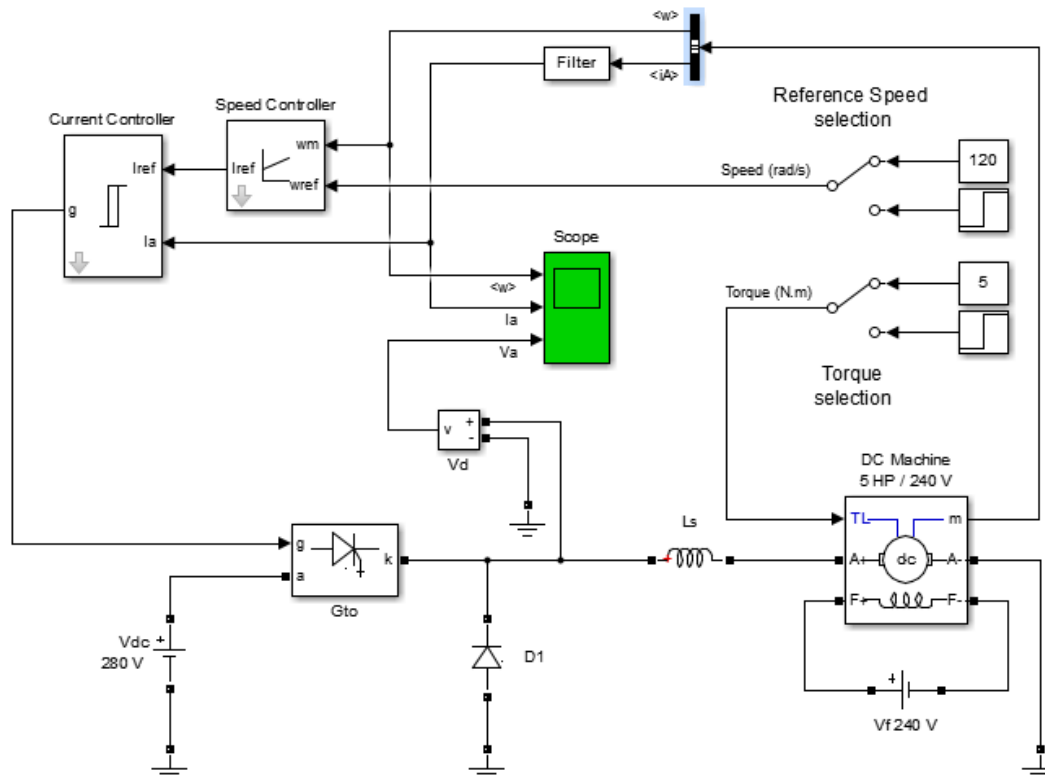 <w>
Filter
<iA>
Reference Speed
selection
Speed Controller
Current Controller
wm
Iref
Iref
wref
Speed (rad/s)
120
g
Ia
Scope
<w>
Ia
Va
Torque (N.m)
5
Torque
selection
v
+
-
Vd
DC Machine
5 HP / 240 V
Ls
TL
m
g
k
a
Gto
A+
dc
A-
F+
F-
Vdc
+
280 V
D1
+
Vf 240 V